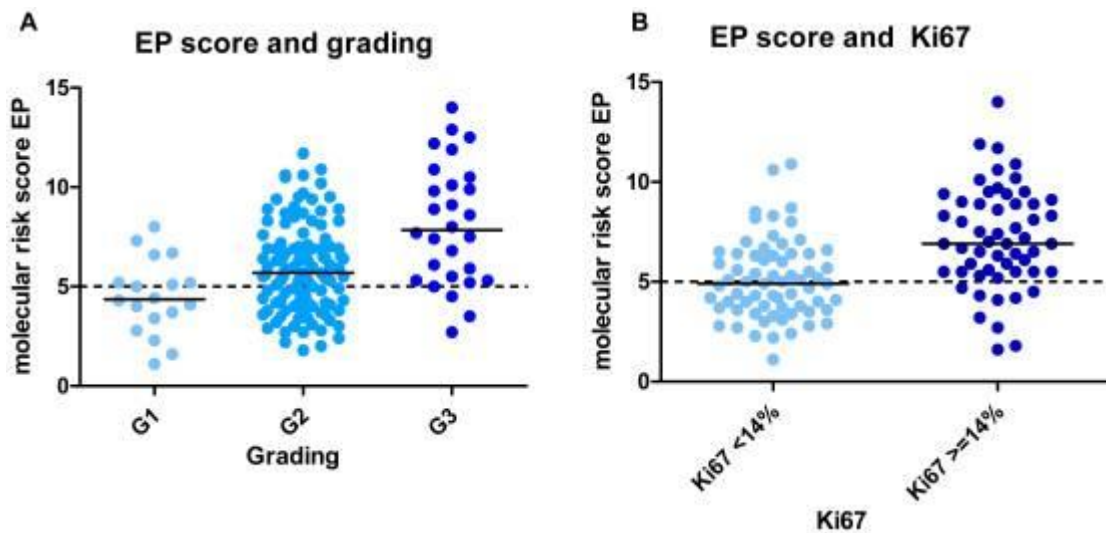 A
EP score and grading
molecular risk score EP
15
10
5
0
G1
G2
G3
Grading
B
EP score and Ki67
molecular risk score EP
15
10
5
0
Ki67 <14%
Ki67 >=14%
Ki67